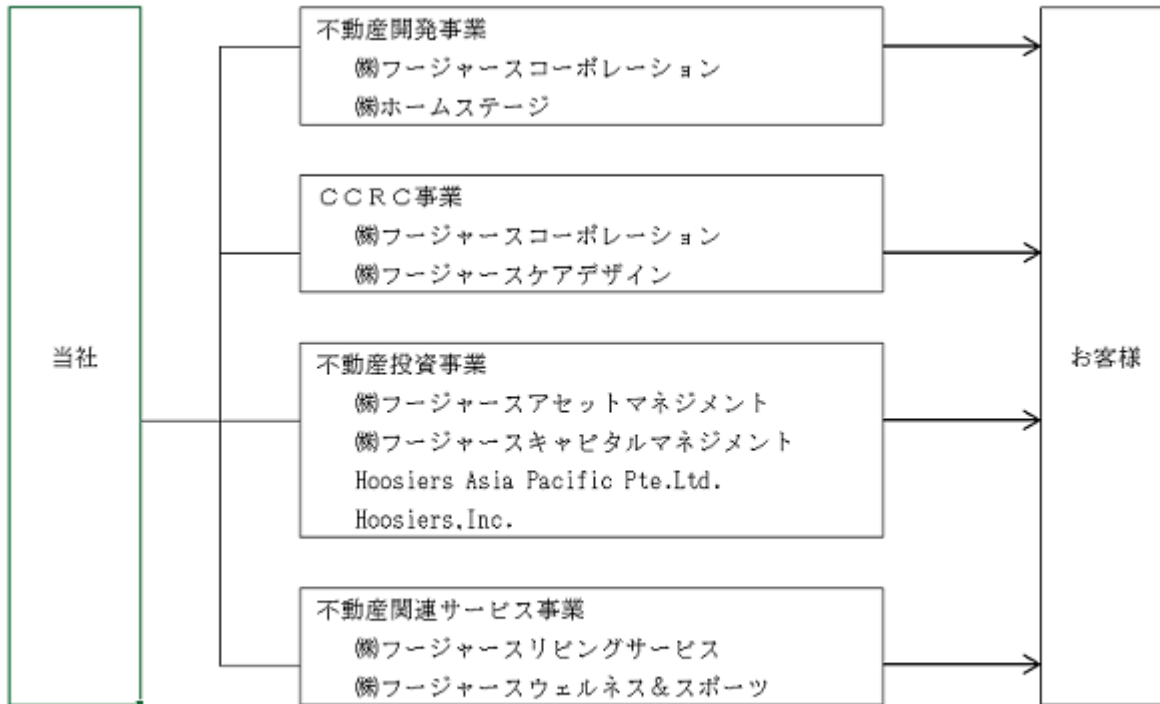 当社
不動産開発事業
㈱フージャースコーポレーション
㈱ホームステージ
ＣＣＲＣ事業
㈱フージャースコーポレーション
㈱フージャースケアデザイン
不動産投資事業
㈱フージャースアセットマネジメント
㈱フージャースキャピタルマネジメント
Hoosiers Asia Pacific Pte.Ltd.
Hoosiers,Inc.
不動産関連サービス事業
㈱フージャースリビングサービス
㈱フージャースウェルネス＆スポーツ
お客様